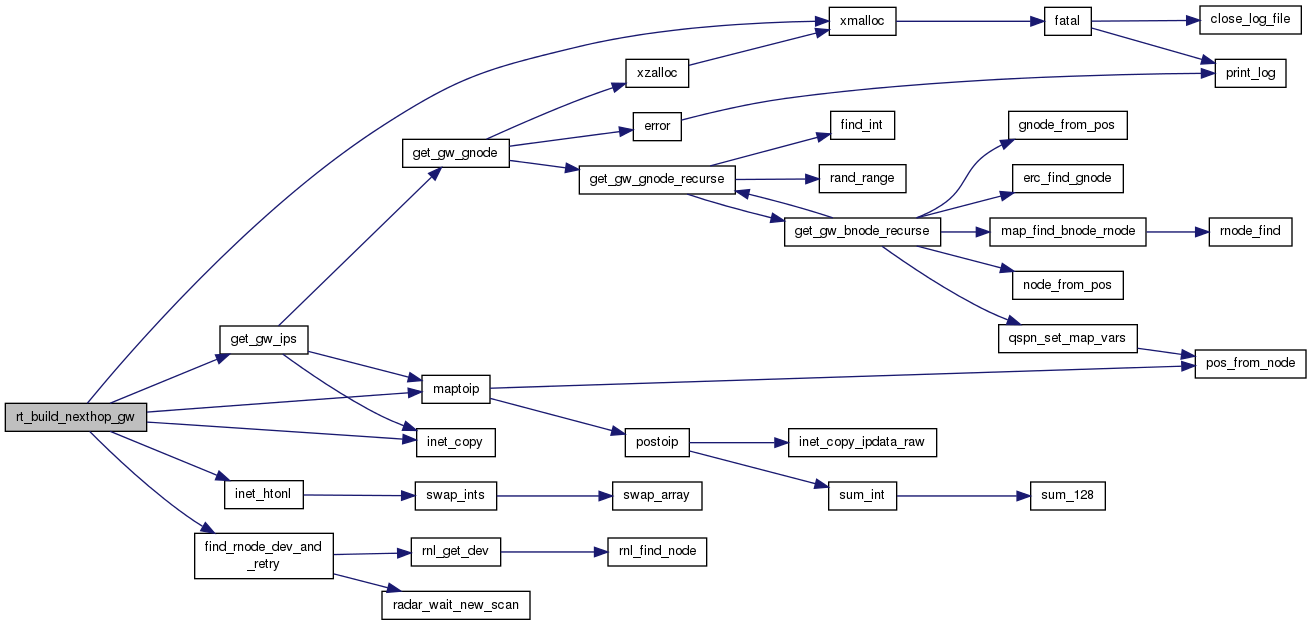 xmalloc
fatal
close_log_file
xzalloc
print_log
error
find_int
gnode_from_pos
get_gw_gnode
get_gw_gnode_recurse
rand_range
erc_find_gnode
get_gw_bnode_recurse
map_find_bnode_rnode
rnode_find
node_from_pos
get_gw_ips
qspn_set_map_vars
pos_from_node
maptoip
rt_build_nexthop_gw
inet_copy
postoip
inet_copy_ipdata_raw
inet_htonl
swap_ints
swap_array
sum_int
sum_128
find_rnode_dev_and
_retry
rnl_get_dev
rnl_find_node
radar_wait_new_scan